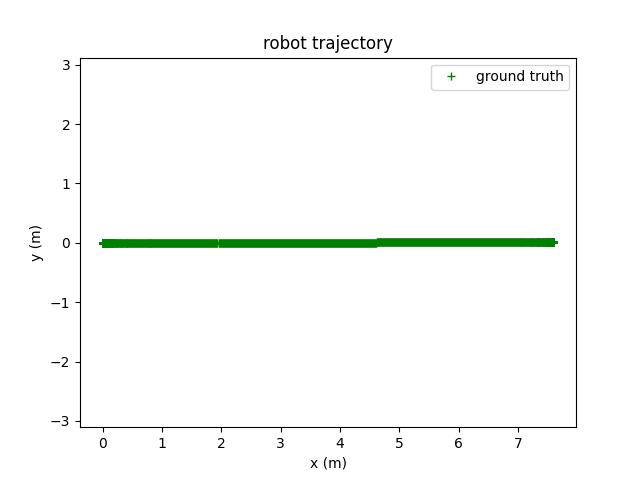 robot trajectory
ground truth
3
2
1
0
−1
−2
−3
y (m)
0 1 2 3 4 5 6 7
x (m)